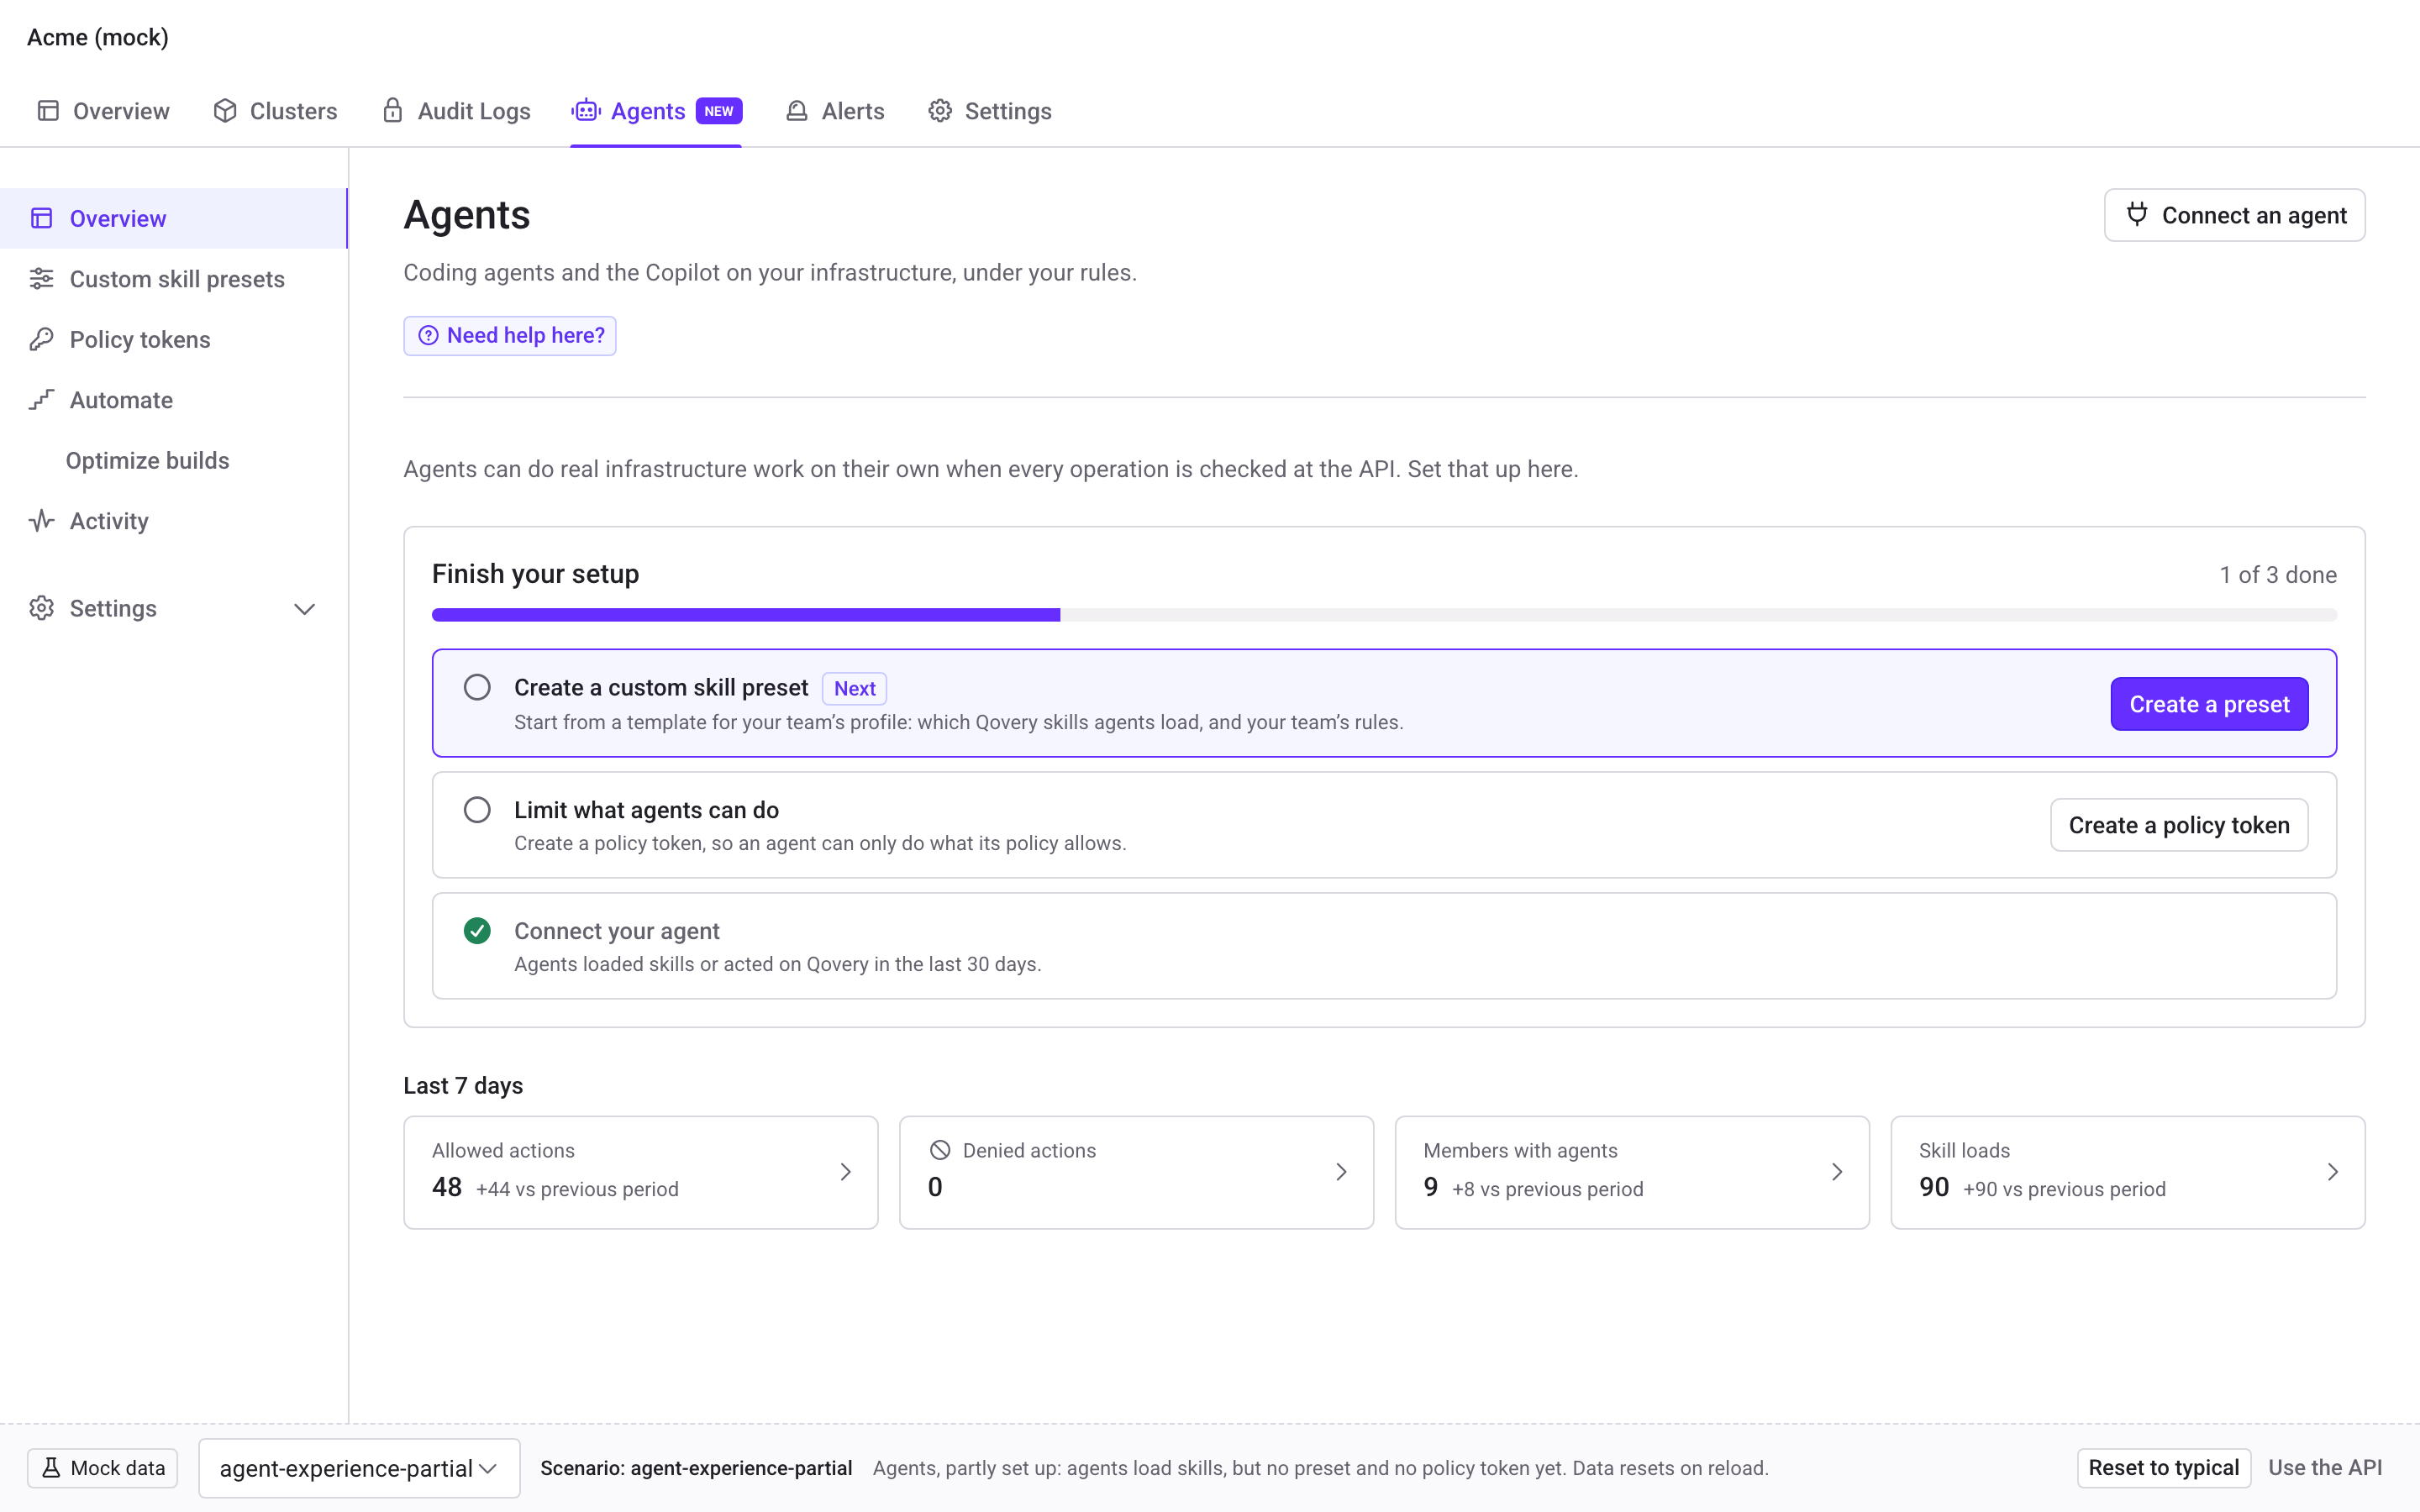 Acme (mock)
Overview
Clusters
Audit Logs
Agents NEW
Alerts
Settings
Overview
Custom skill presets
Policy tokens
Automate
Optimize builds
Activity
Settings
Agents
Connect an agent
Coding agents and the Copilot on your infrastructure, under your rules.
Need help here?
Agents can do real infrastructure work on their own when every operation is checked at the API. Set that up here.
Finish your setup
1 of 3 done
Create a custom skill preset Next
Start from a template for your team’s profile: which Qovery skills agents load, and your team’s rules.
Create a preset
Limit what agents can do
Create a policy token, so an agent can only do what its policy allows.
Create a policy token
Connect your agent
Agents loaded skills or acted on Qovery in the last 30 days.
Last 7 days
Allowed actions
48 +44 vs previous period
Denied actions
0
Members with agents
9 +8 vs previous period
Skill loads
90 +90 vs previous period
Mock data
agent-experience-partial
Scenario: agent-experience-partial
Agents, partly set up: agents load skills, but no preset and no policy token yet. Data resets on reload.
Reset to typical
Use the API